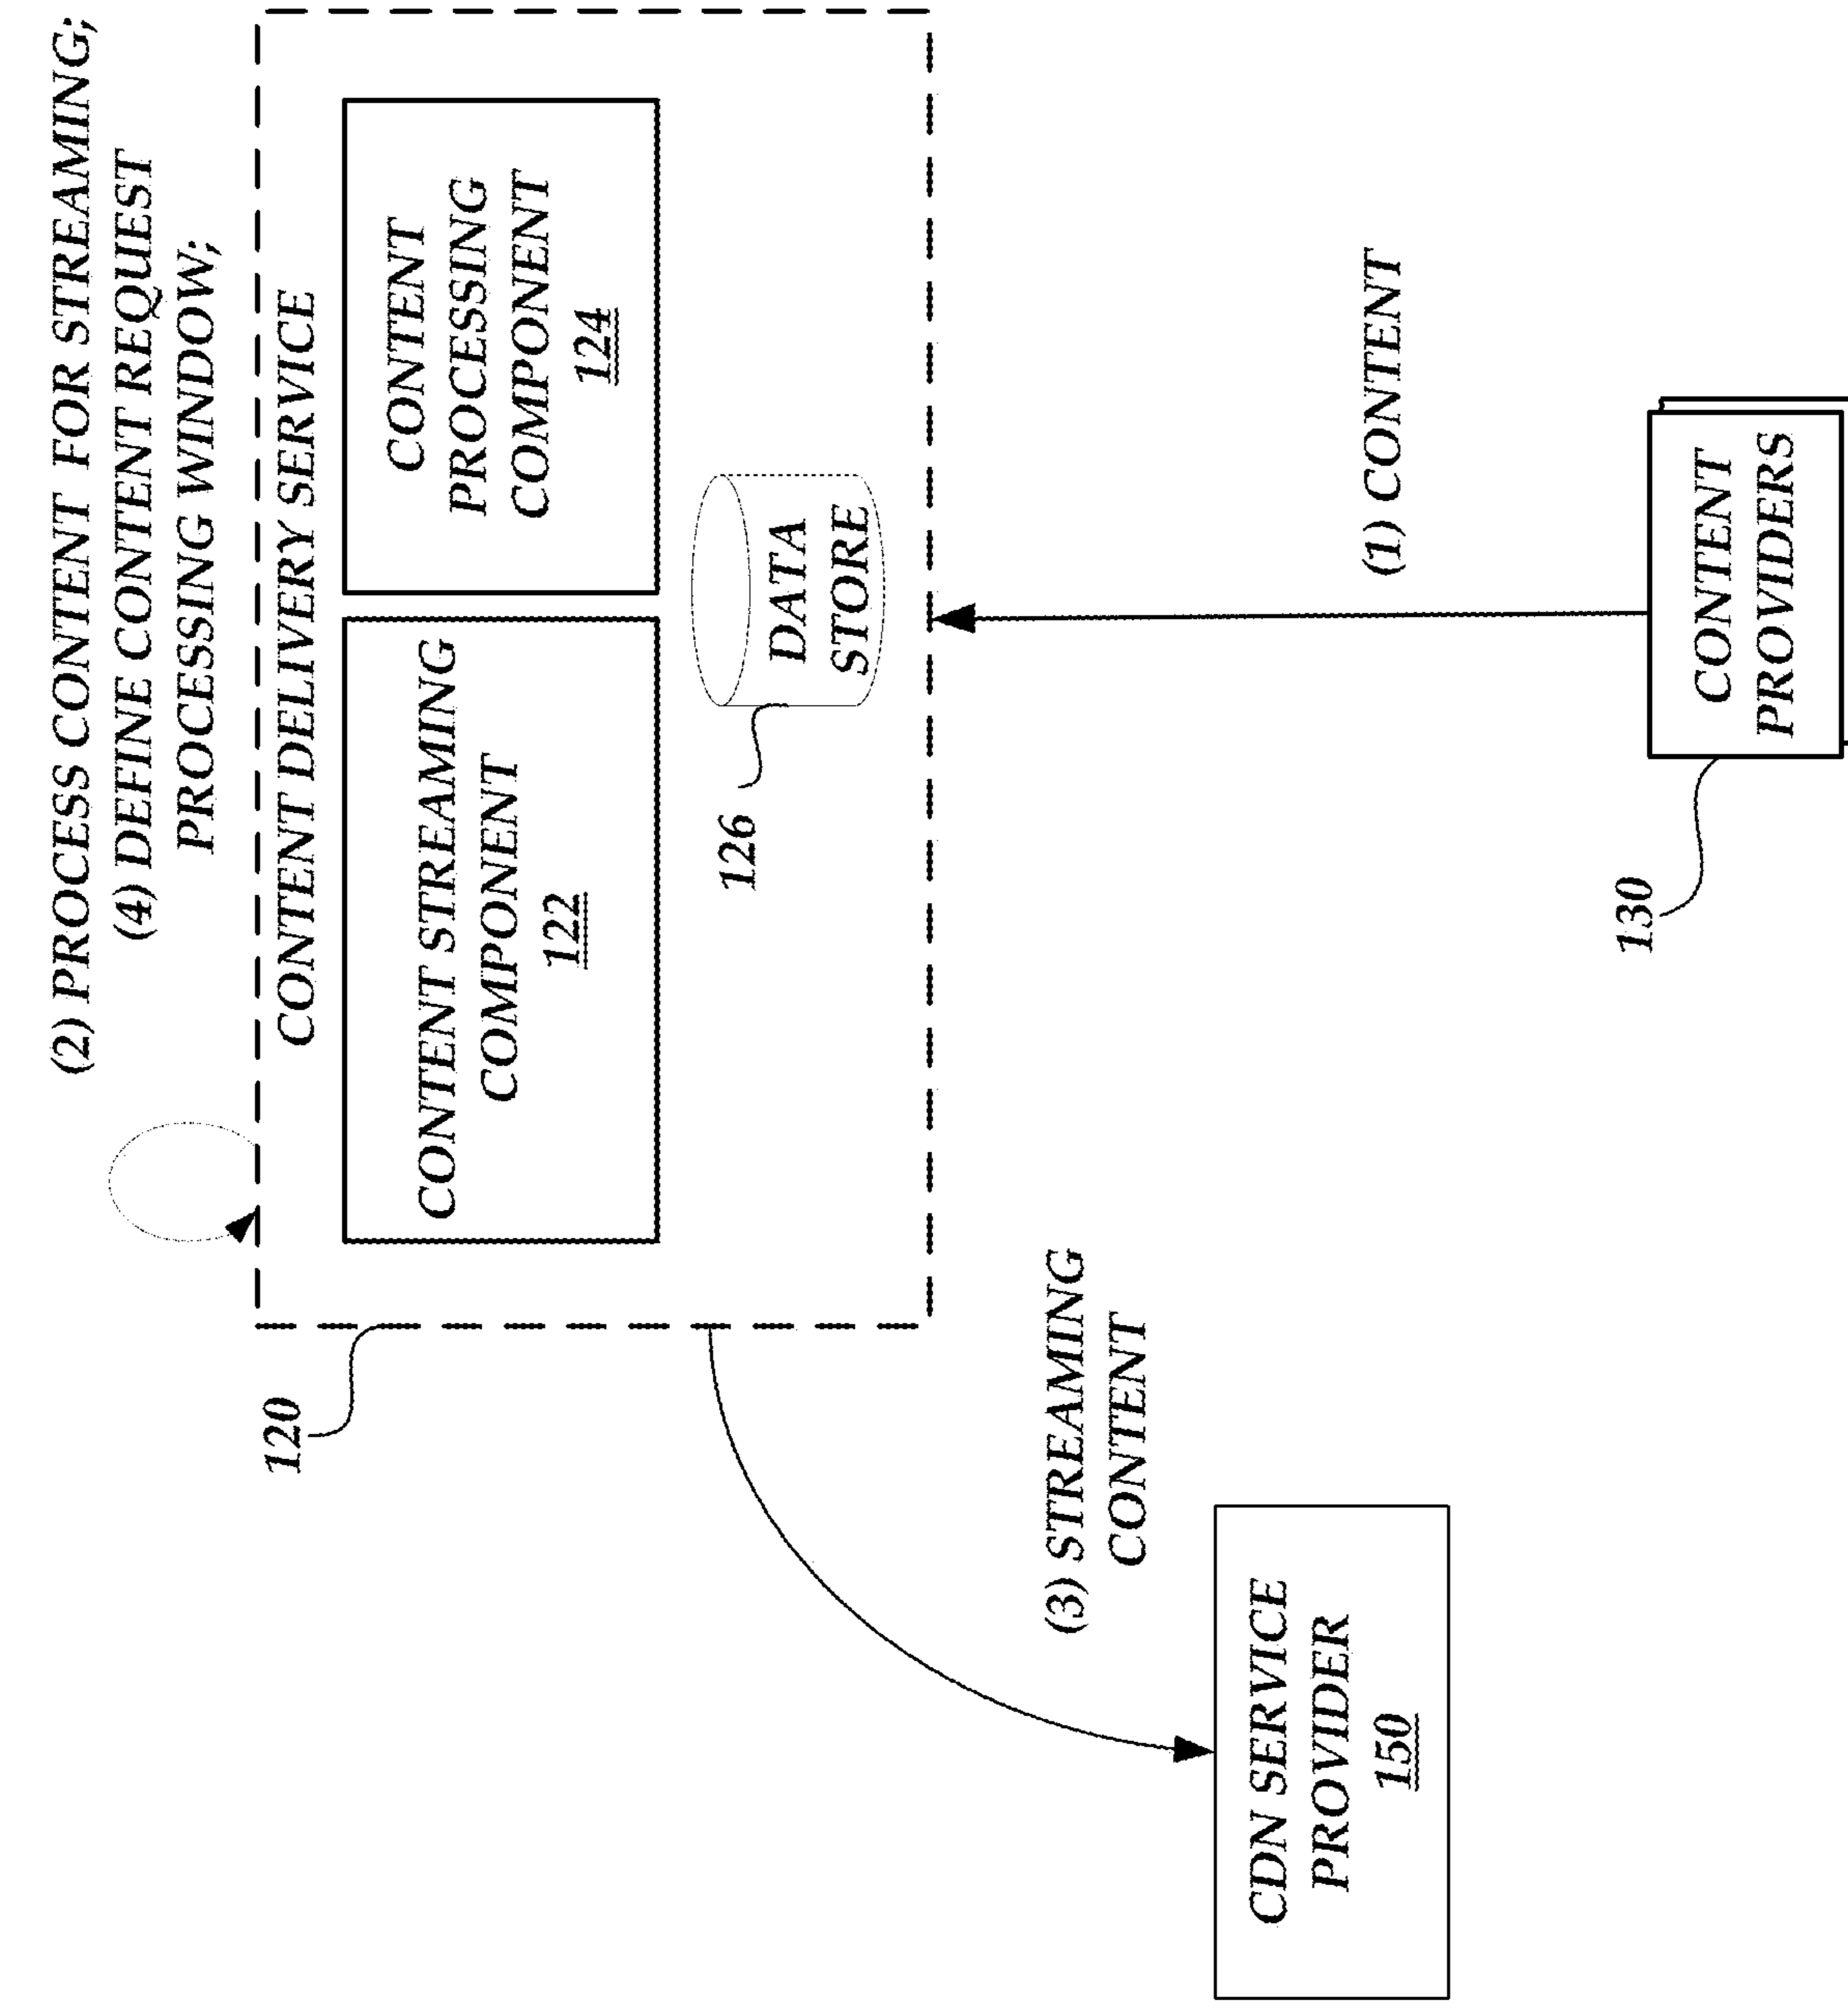 (2) PROCESS CONTENT FOR STREAMING;
(4) DEFINE CONTENT REQUEST
PROCESSING WINDOW;
120
CONTENT DELIVERY SERVICE
CONTENT STREAMING
COMPONENT
122
CONTENT
PROCESSING
COMPONENT
124
126
DATA
STORE
(3) STREAMING
CONTENT
(1) CONTENT
CDN SERVICE
PROVIDER
150
130
CONTENT
PROVIDERS